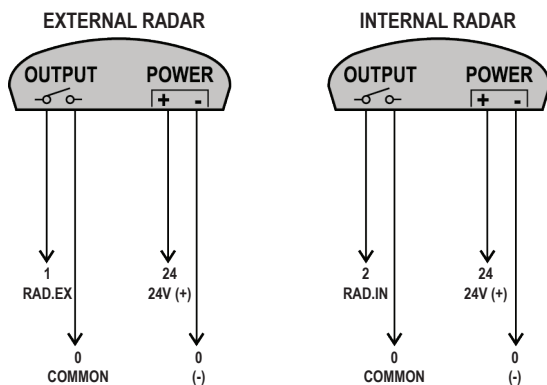 EXTERNAL RADAR
OUTPUT POWER
+ -
1 24
RAD.EX 24V (+)
0 0
COMMON (-)
INTERNAL RADAR
OUTPUT POWER
+ -
2 24
RAD.IN 24V (+)
0 0
COMMON (-)